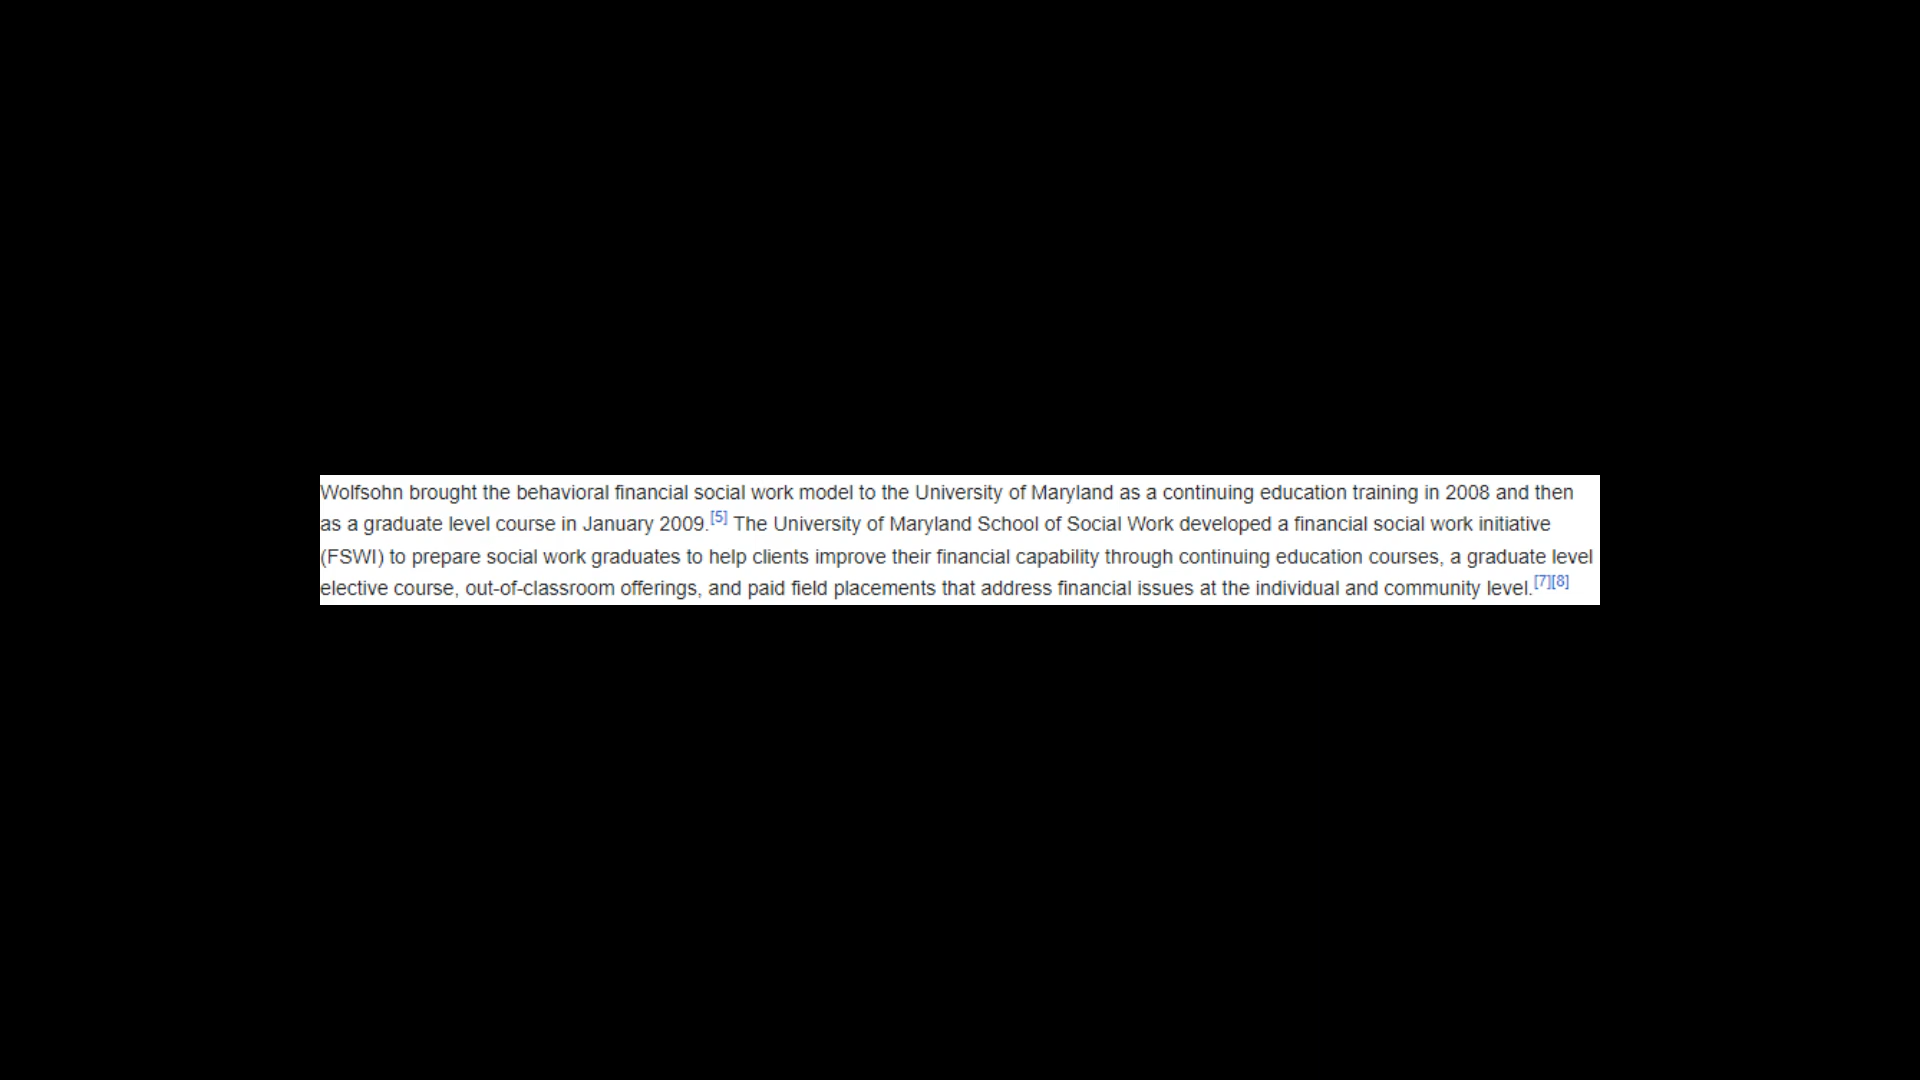 Wolfsohn brought the behavioral financial social work model to the University of Maryland as a continuing education training in 2008 and then
as a graduate level course in January 2009.[5] The University of Maryland School of Social Work developed a financial social work initiative
(FSWI) to prepare social work graduates to help clients improve their financial capability through continuing education courses, a graduate level
elective course, out-of-classroom offerings, and paid field placements that address financial issues at the individual and community level.[7][8]